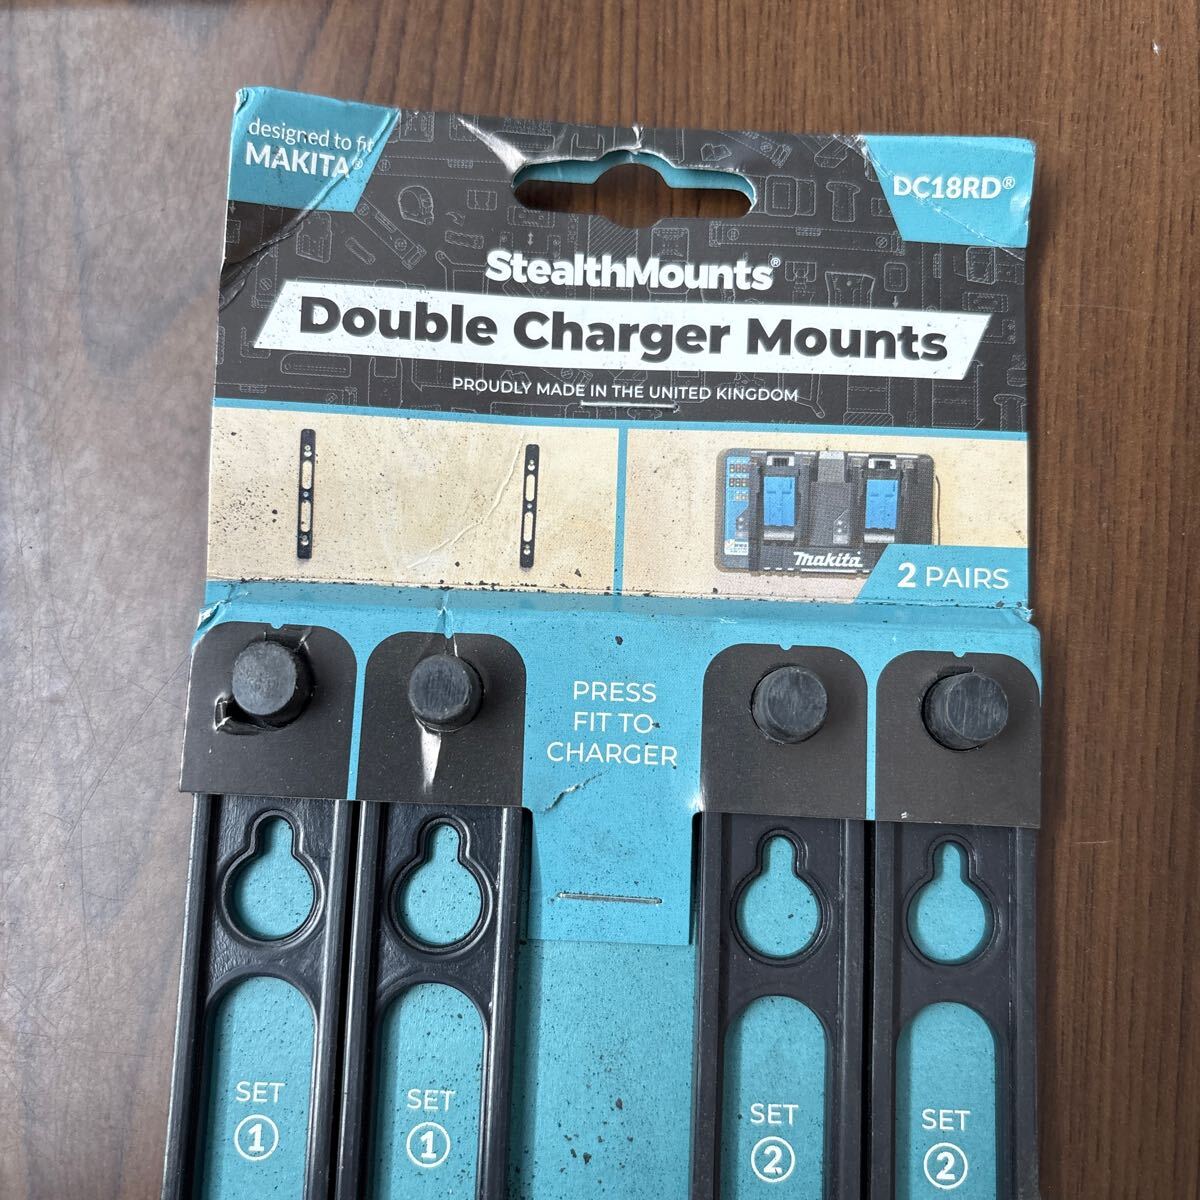 designed to fit
MAKITA®
DC18RD®
StealthMounts®
Double Charger Mounts
PROUDLY MADE IN THE UNITED KINGDOM
makita
2 PAIRS
PRESS
FIT TO
CHARGER
SET
1
SET
1
SET
2
SET
2